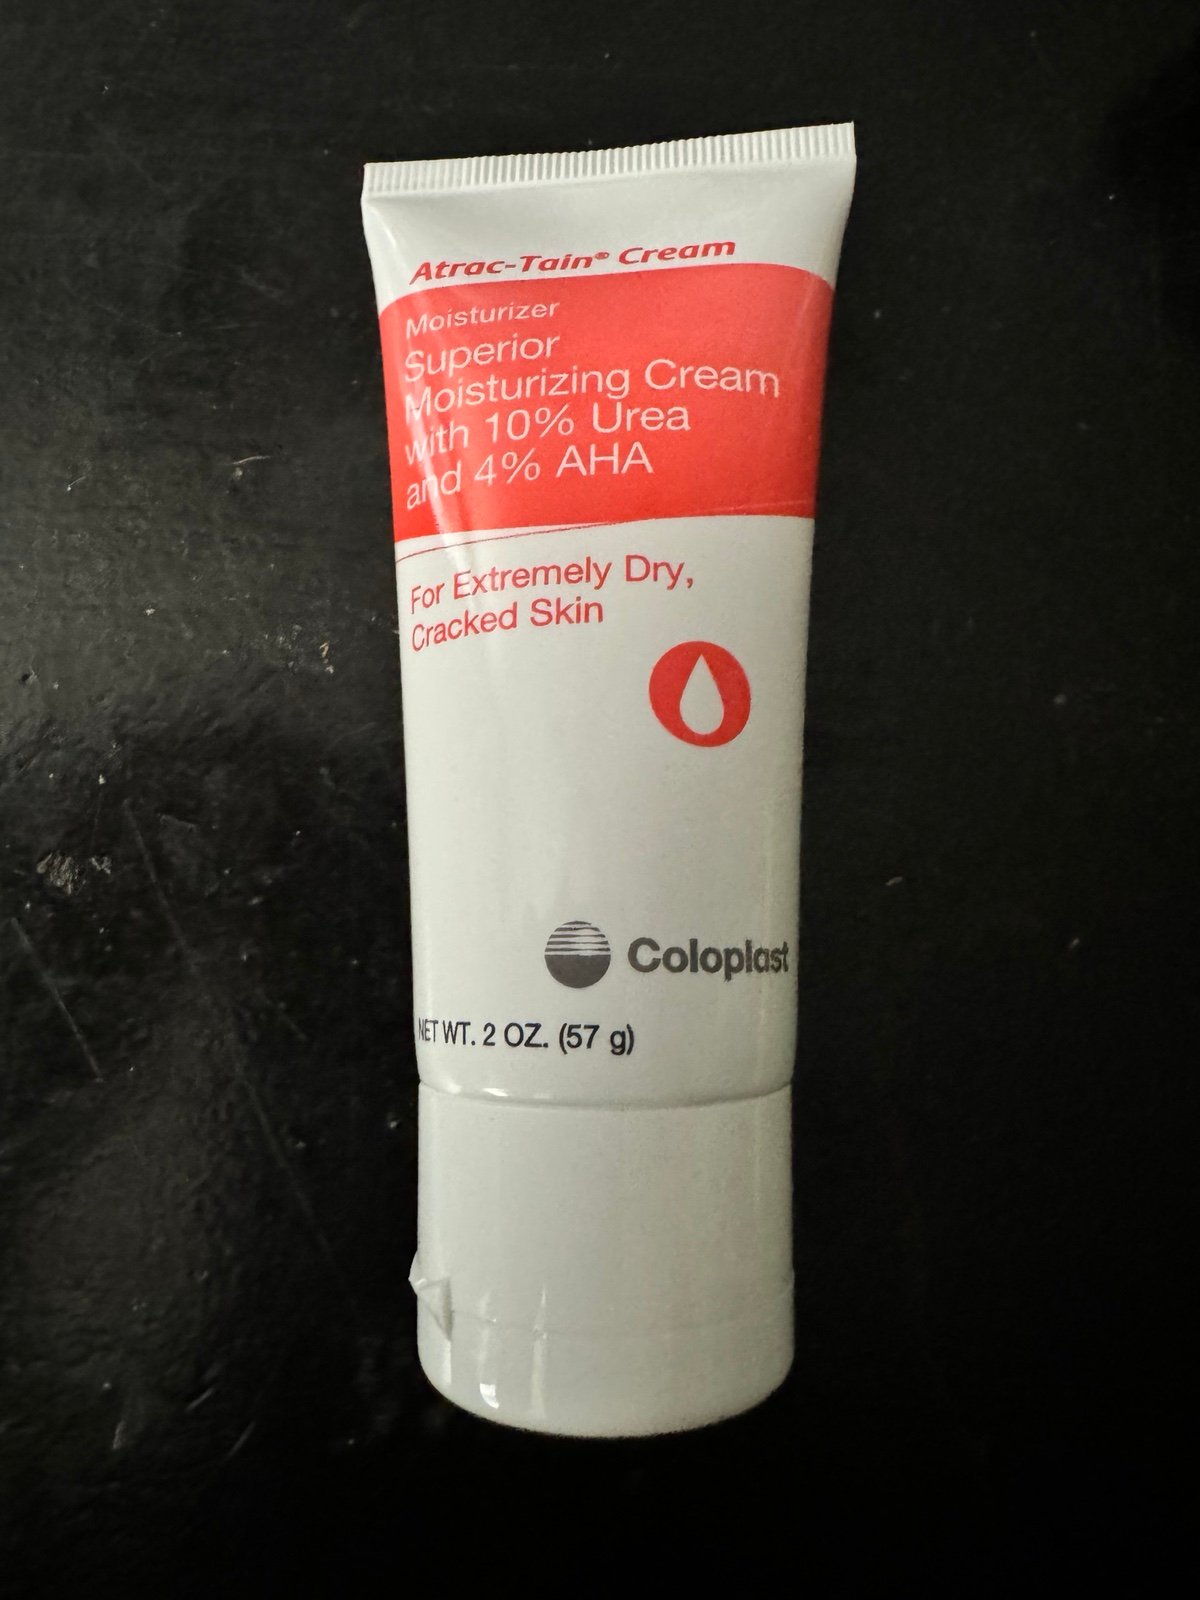 Atrac-Tain® Cream
Moisturizer
Superior
Moisturizing Cream
with 10% Urea
and 4% AHA
For Extremely Dry,
Cracked Skin
Coloplast
NET WT. 2 OZ. (57 g)